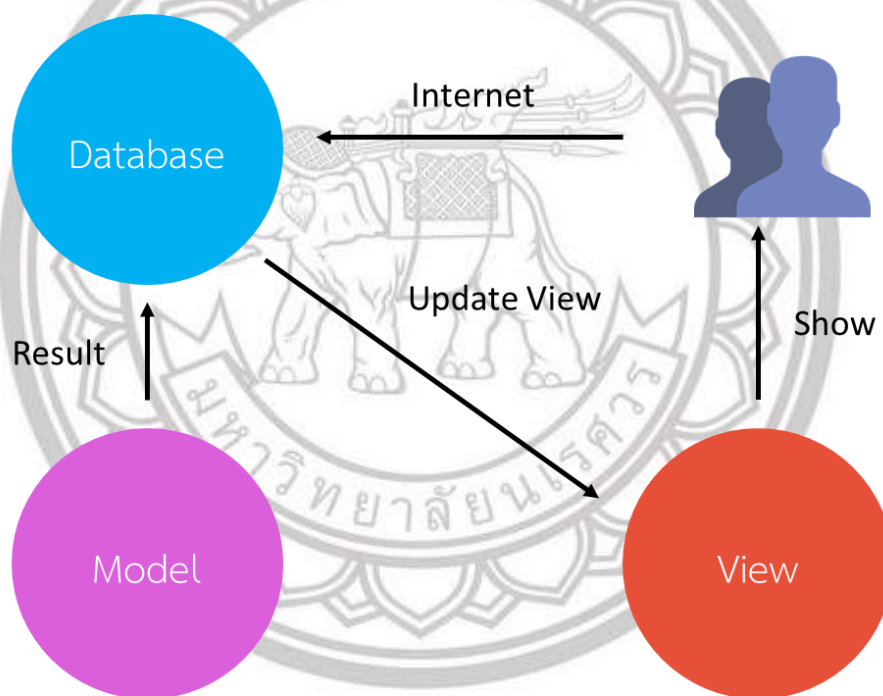 Internet
Database
Update View
Show
Result
มหาวิทยาลัยนเรศวร
Model
View